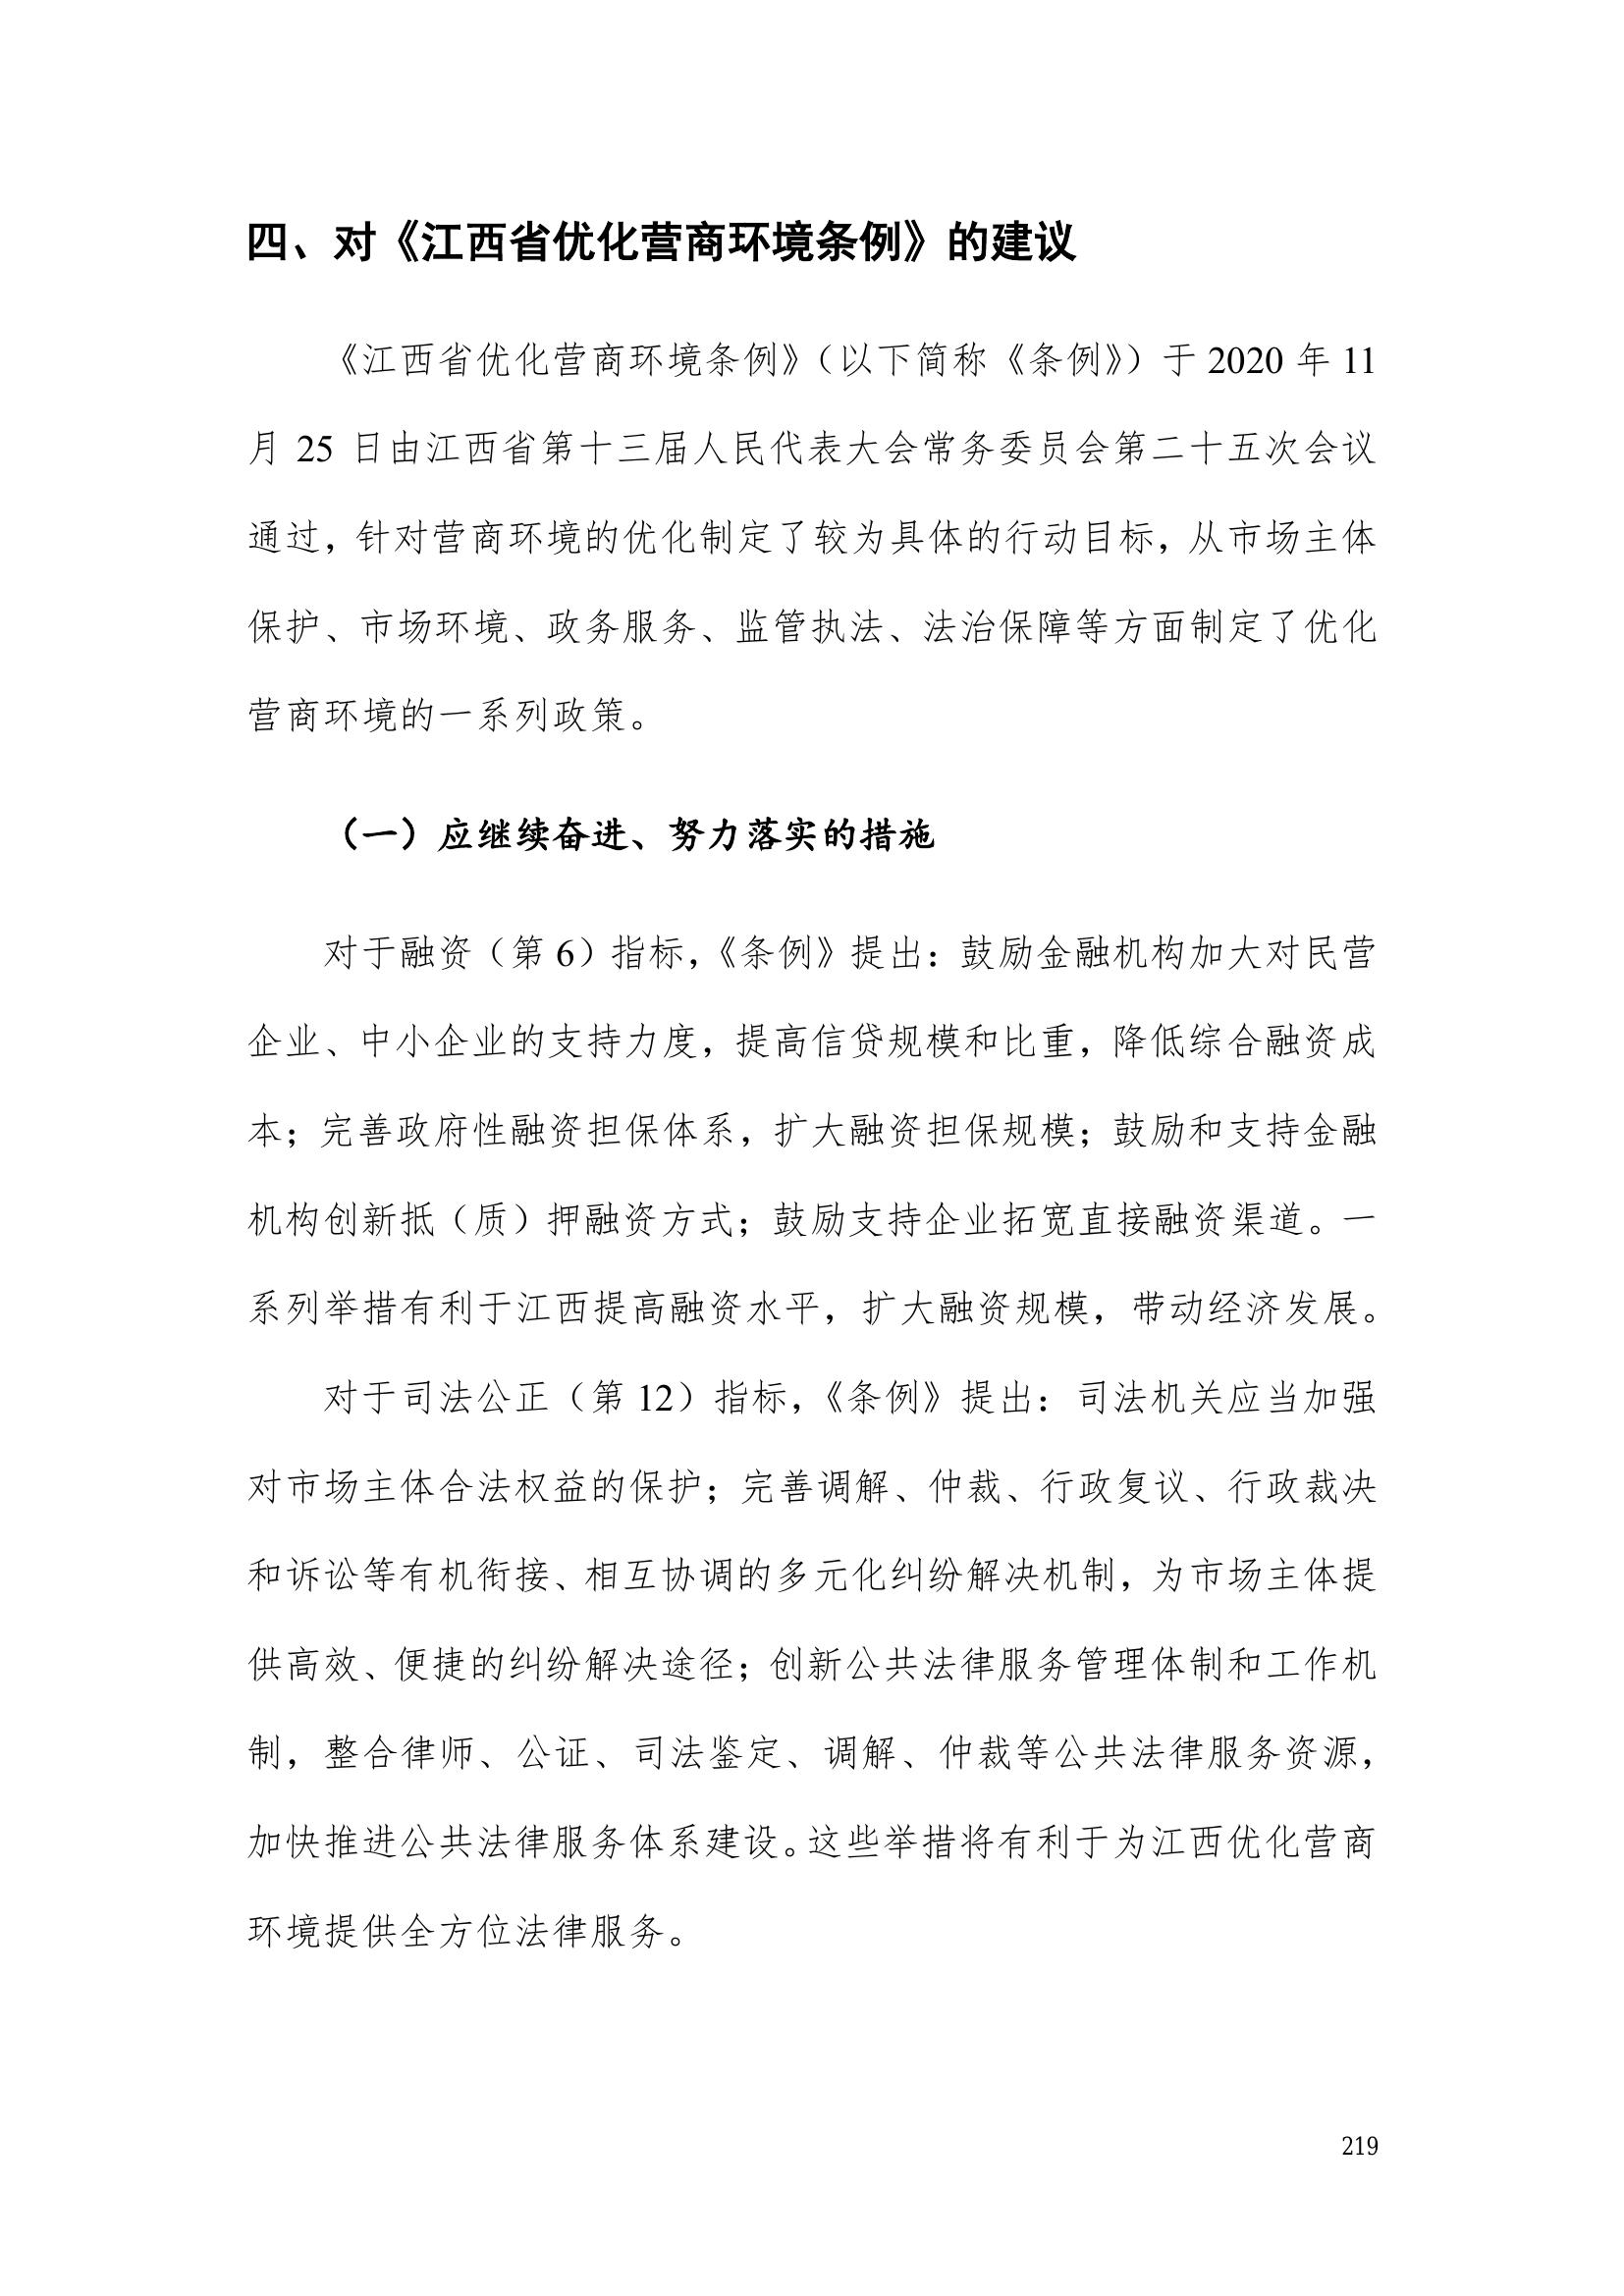 四、对《江西省优化营商环境条例》的建议
《江西省优化营商环境条例》（以下简称《条例》）于 2020 年 11
月 25 日由江西省第十三届人民代表大会常务委员会第二十五次会议
通过，针对营商环境的优化制定了较为具体的行动目标，从市场主体
保护、市场环境、政务服务、监管执法、法治保障等方面制定了优化
营商环境的一系列政策。
（一）应继续奋进、努力落实的措施
对于融资（第 6）指标，《条例》提出：鼓励金融机构加大对民营
企业、中小企业的支持力度，提高信贷规模和比重，降低综合融资成
本；完善政府性融资担保体系，扩大融资担保规模；鼓励和支持金融
机构创新抵（质）押融资方式；鼓励支持企业拓宽直接融资渠道。一
系列举措有利于江西提高融资水平，扩大融资规模，带动经济发展。
对于司法公正（第 12）指标，《条例》提出：司法机关应当加强
对市场主体合法权益的保护；完善调解、仲裁、行政复议、行政裁决
和诉讼等有机衔接、相互协调的多元化纠纷解决机制，为市场主体提
供高效、便捷的纠纷解决途径；创新公共法律服务管理体制和工作机
制，整合律师、公证、司法鉴定、调解、仲裁等公共法律服务资源，
加快推进公共法律服务体系建设。这些举措将有利于为江西优化营商
环境提供全方位法律服务。
219